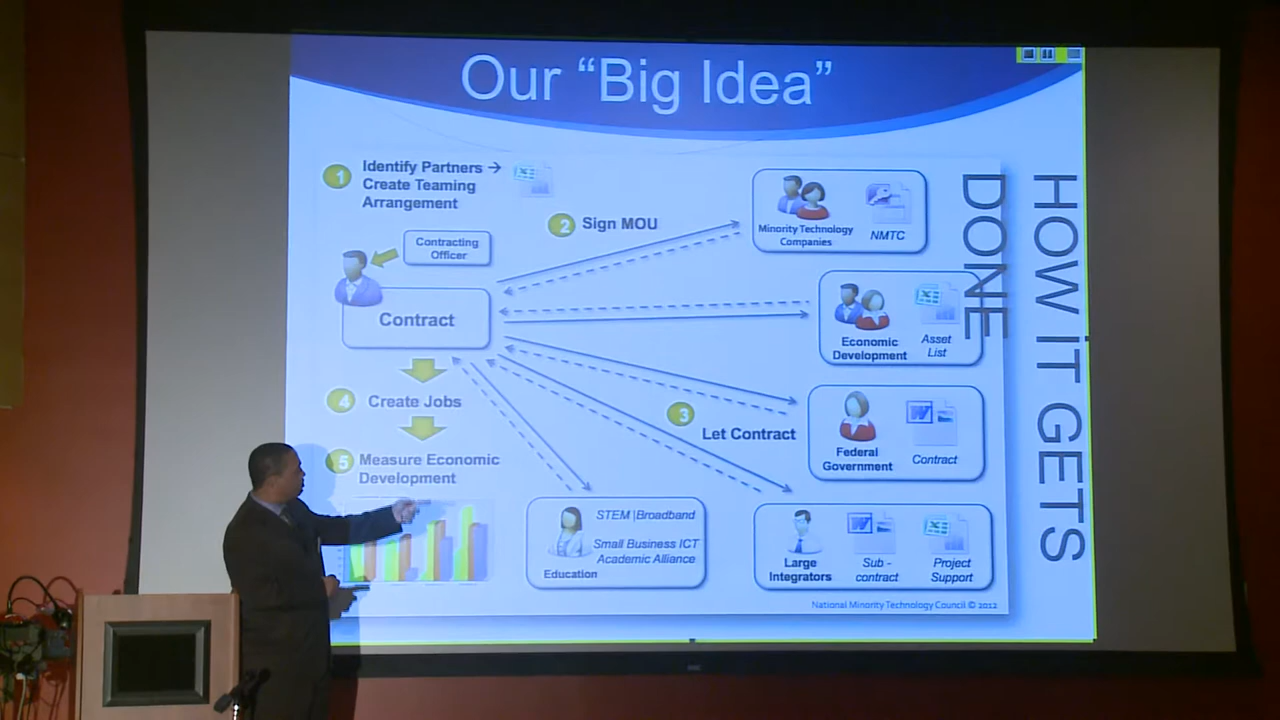 Our “Big Idea”
1 Identify Partners →
Create Teaming
Arrangement
2 Sign MOU
Contracting
Officer
Contract
4 Create Jobs
5 Measure Economic
Development
Minority Technology
Companies
NMTC
Economic
Development
Asset
List
3
Let Contract
Federal
Government
Contract
STEM |Broadband
Small Business ICT
Academic Alliance
Education
Large
Integrators
Sub -
contract
Project
Support
National Minority Technology Council © 2012
HOW iT GETS
DONE